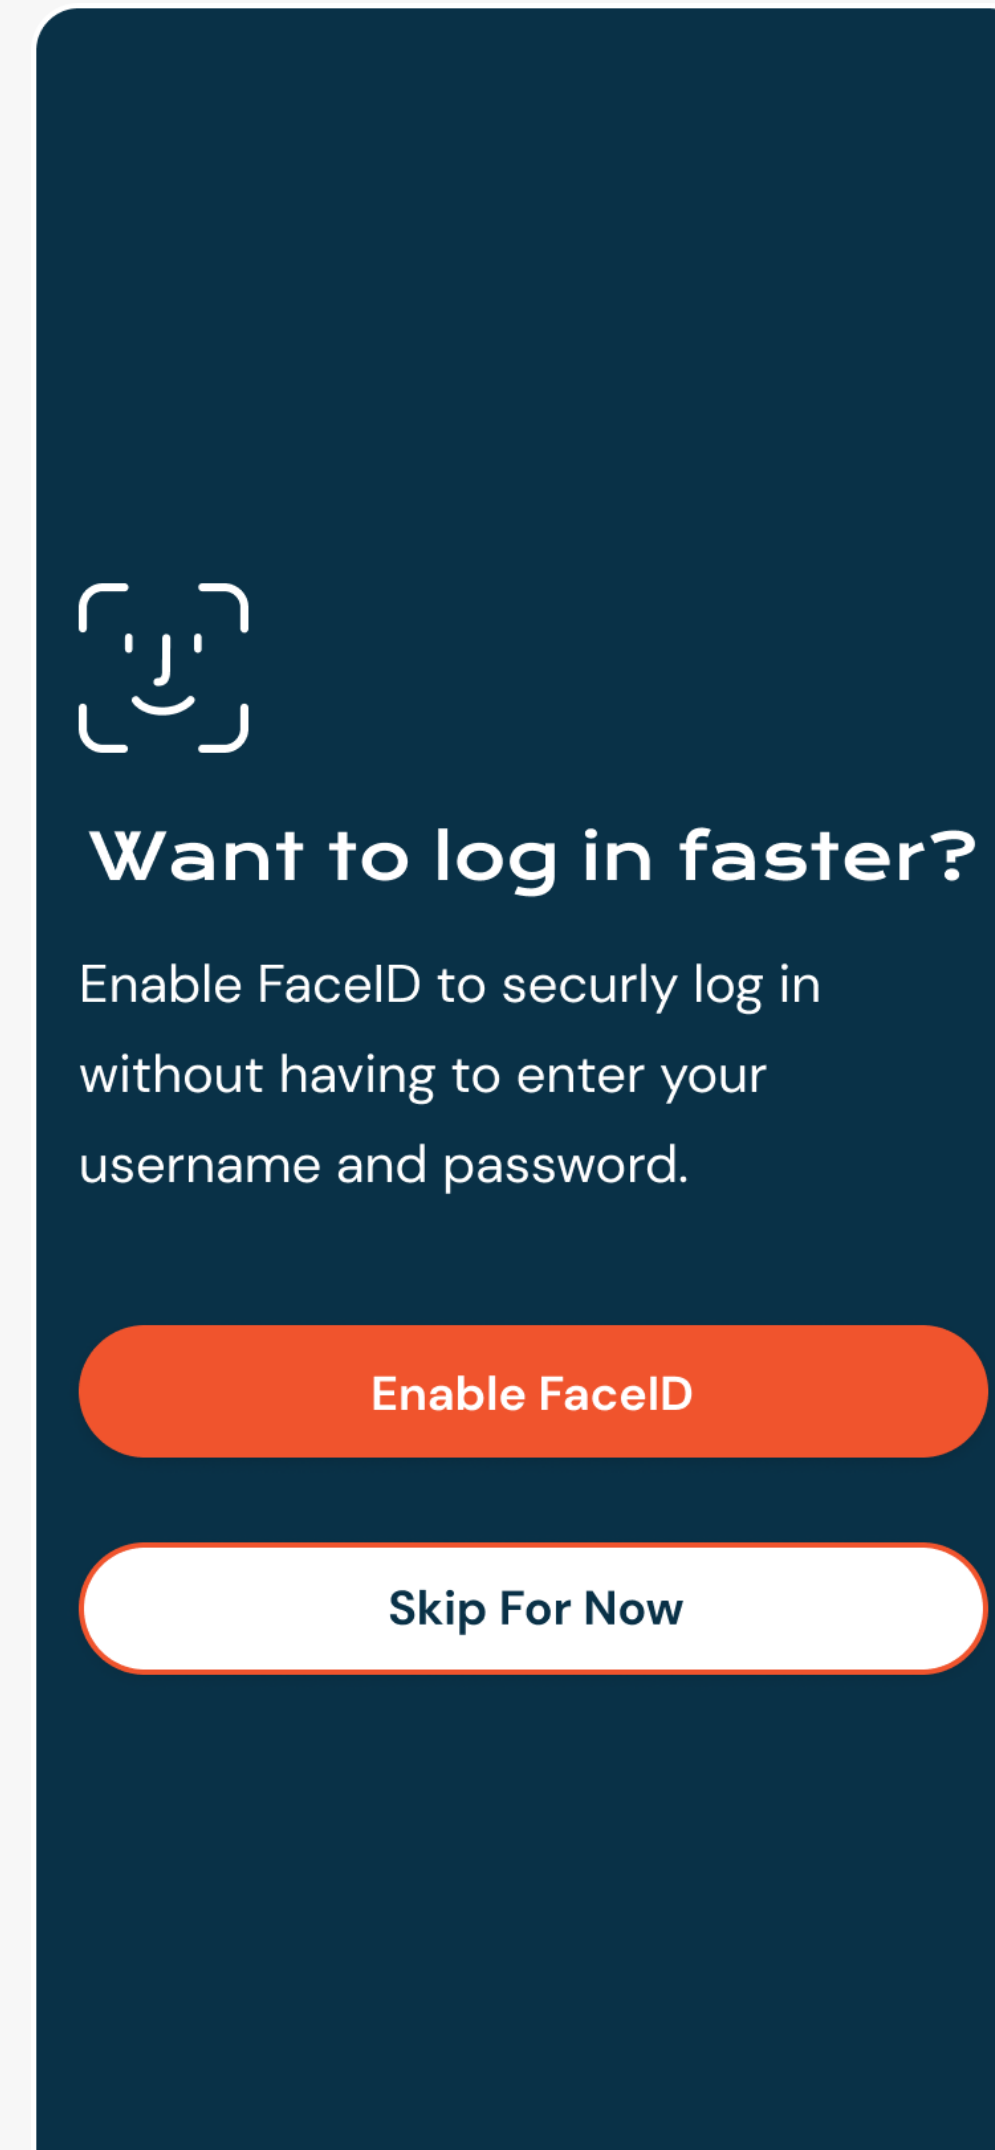 Want to log in faster?
Enable FaceID to securly log in
without having to enter your
username and password.
Enable FaceID
Skip For Now